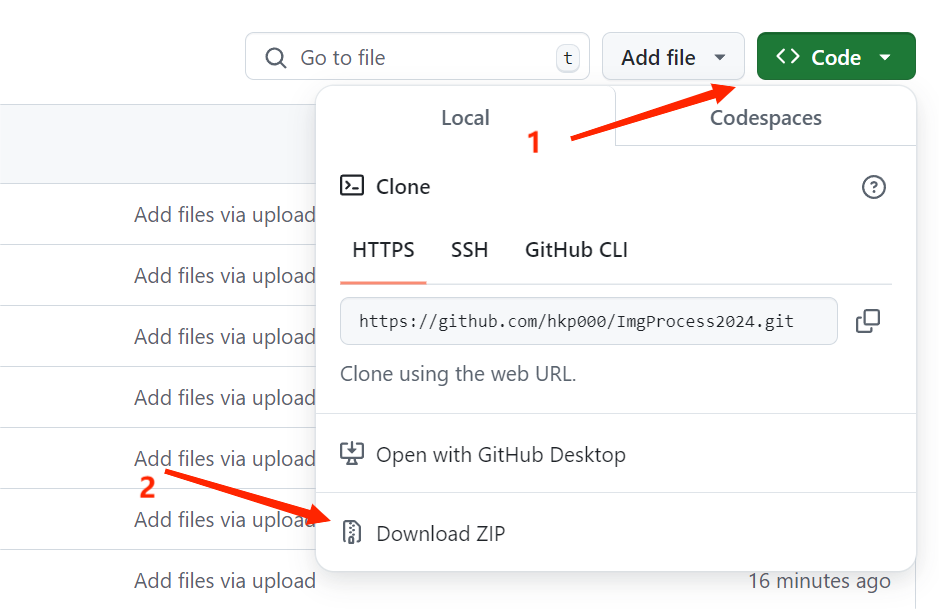 Go to file t Add file Code
Local Codespaces
1
Clone
Add files via upload
HTTPS SSH GitHub CLI
Add files via upload
https://github.com/hkp000/ImgProcess2024.git
Add files via upload
Clone using the web URL.
Add files via upload
Open with GitHub Desktop
Add files via upload
2
Add files via upload
Download ZIP
Add files via upload 16 minutes ago